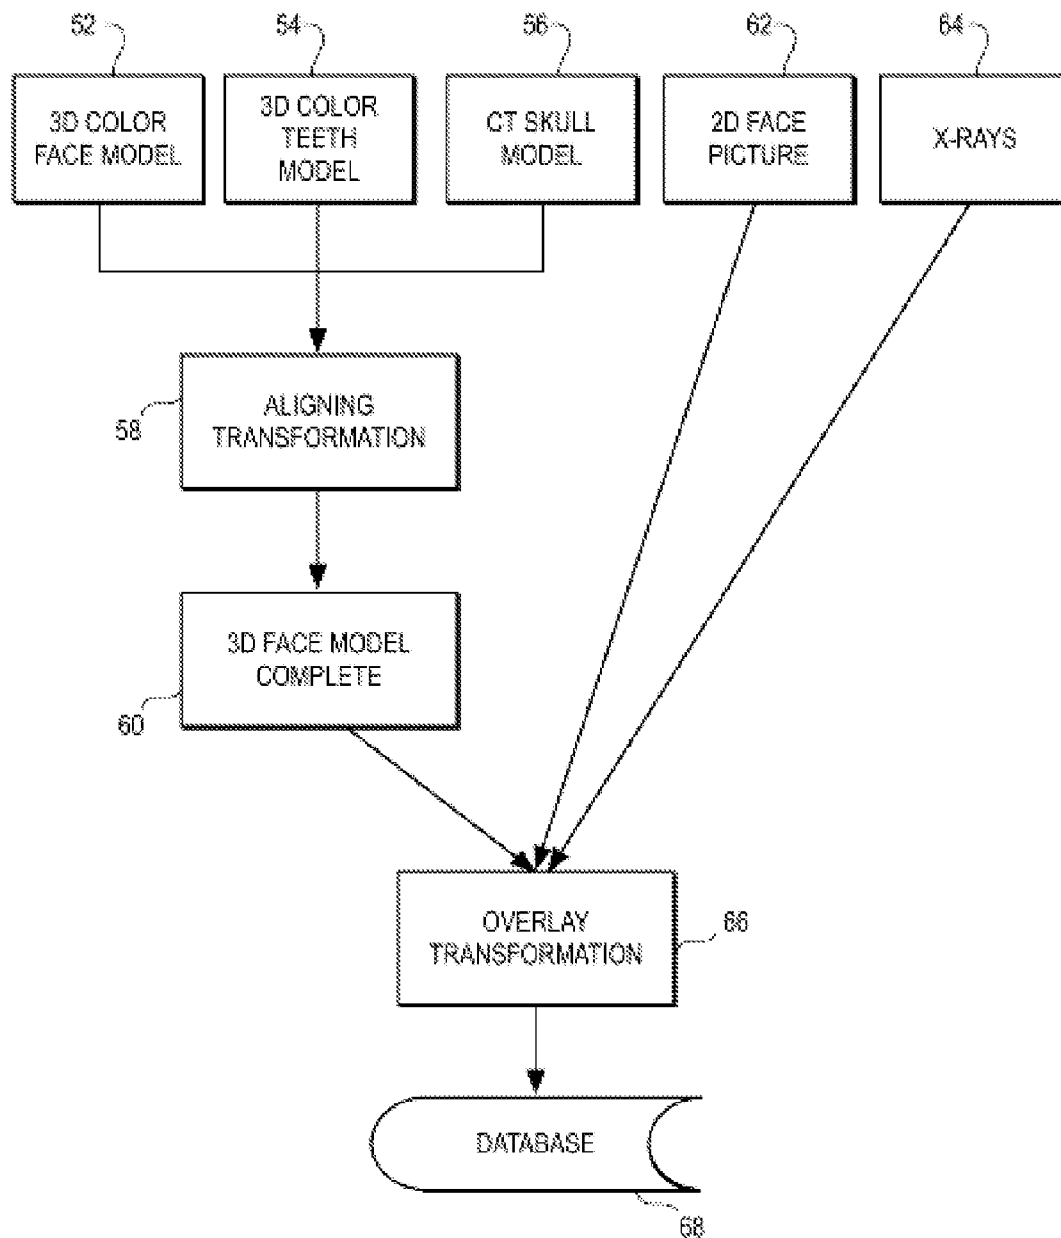 52
54
56
62
64
3D COLOR
FACE MODEL
3D COLOR
TEETH
MODEL
CT SKULL
MODEL
2D FACE
PICTURE
X-RAYS
58
ALIGNING
TRANSFORMATION
3D FACE MODEL
COMPLETE
60
OVERLAY
TRANSFORMATION
66
DATABASE
68